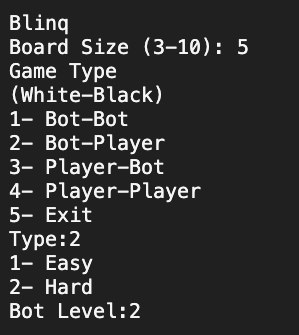 Blinq
Board Size (3-10): 5
Game Type
(White-Black)
1- Bot-Bot
2- Bot-Player
3- Player-Bot
4- Player-Player
5- Exit
Type:2
1- Easy
2- Hard
Bot Level:2